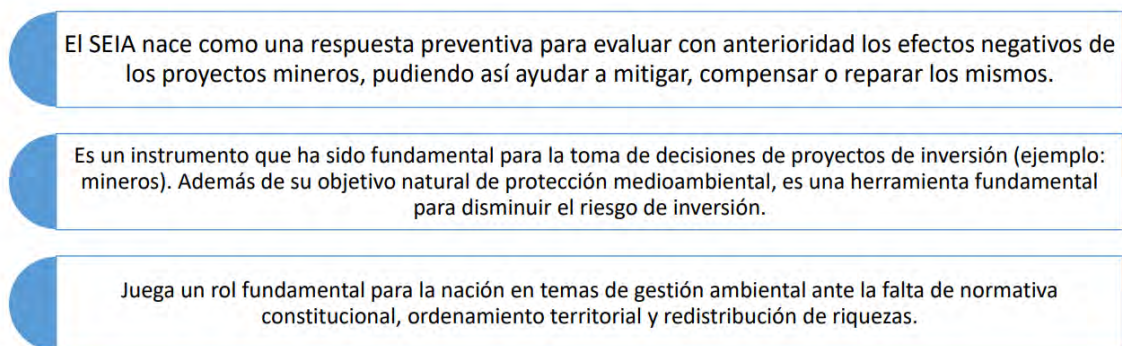 El SEIA nace como una respuesta preventiva para evaluar con anterioridad los efectos negativos de
los proyectos mineros, pudiendo así ayudar a mitigar, compensar o reparar los mismos.
Es un instrumento que ha sido fundamental para la toma de decisiones de proyectos de inversión (ejemplo:
mineros). Además de su objetivo natural de protección medioambiental, es una herramienta fundamental
para disminuir el riesgo de inversión.
Juega un rol fundamental para la nación en temas de gestión ambiental ante la falta de normativa
constitucional, ordenamiento territorial y redistribución de riquezas.